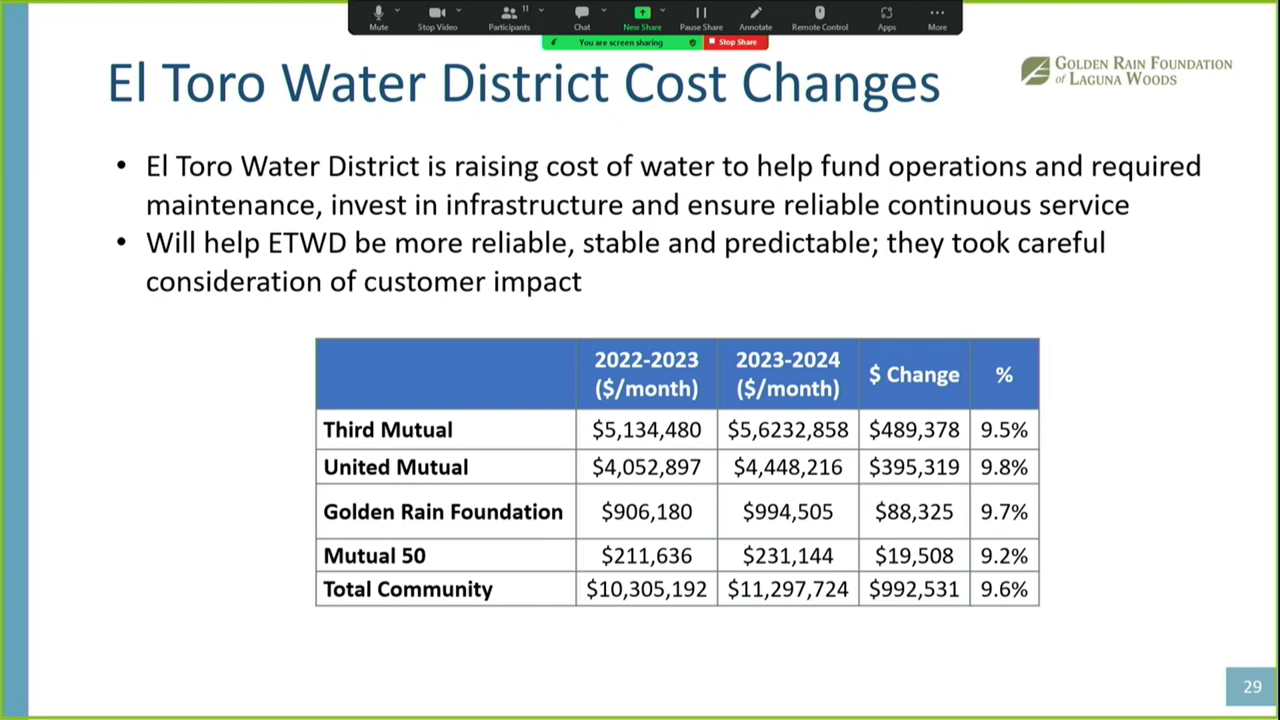 Mute
Stop Video
11
Participants
Chat
New Share
Pause Share
Annotate
Remote Control
Apps
More
You are screen sharing
Stop Share
El Toro Water District Cost Changes
GOLDEN RAIN FOUNDATION
of LAGUNA WOODS
• El Toro Water District is raising cost of water to help fund operations and required
maintenance, invest in infrastructure and ensure reliable continuous service
• Will help ETWD be more reliable, stable and predictable; they took careful
consideration of customer impact
2022-2023 ($/month) 2023-2024 ($/month) $ Change %
Third Mutual $5,134,480 $5,6232,858 $489,378 9.5%
United Mutual $4,052,897 $4,448,216 $395,319 9.8%
Golden Rain Foundation $906,180 $994,505 $88,325 9.7%
Mutual 50 $211,636 $231,144 $19,508 9.2%
Total Community $10,305,192 $11,297,724 $992,531 9.6%
29